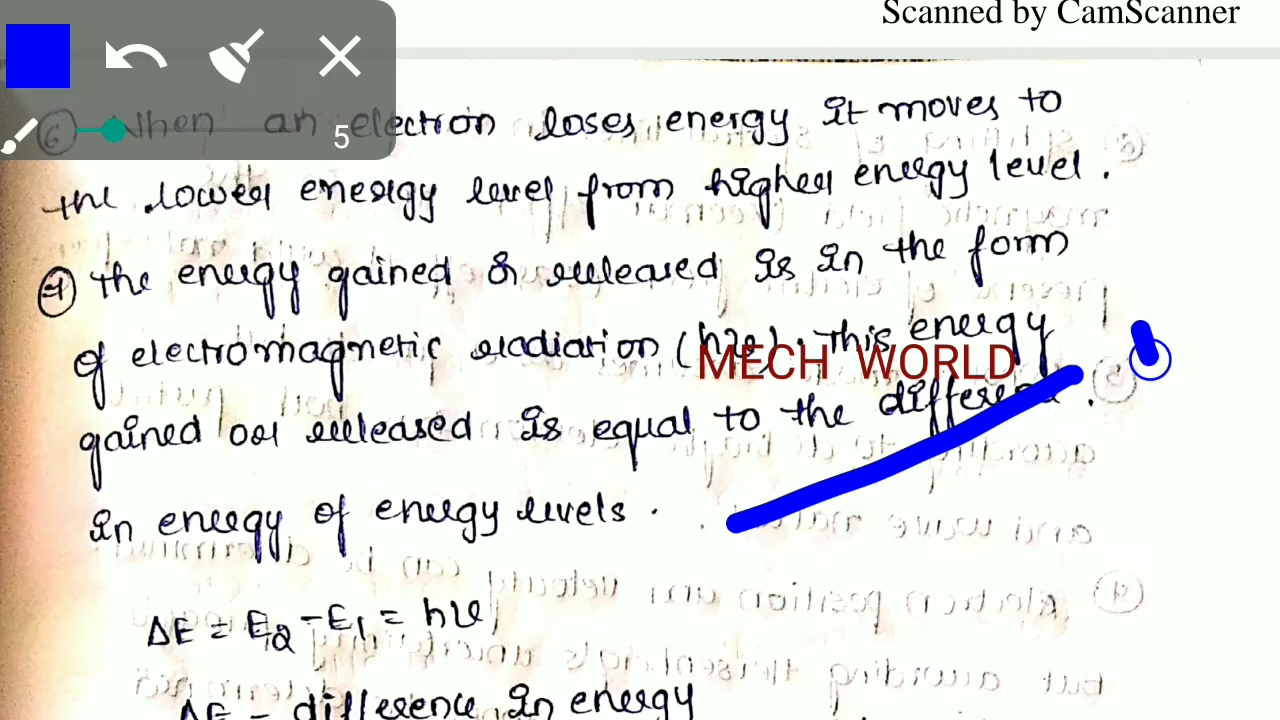 Scanned by CamScanner
5
⑥ When an electron loses energy it moves to
the lower energy level from higher energy level.
⑦ the energy gained or released is in the form
of electromagnetic radiation (hν). This energy
MECH WORLD
gained or released is equal to the
in energy of energy levels.
ΔE = E2 - E1 = hν
ΔE - difference in energy